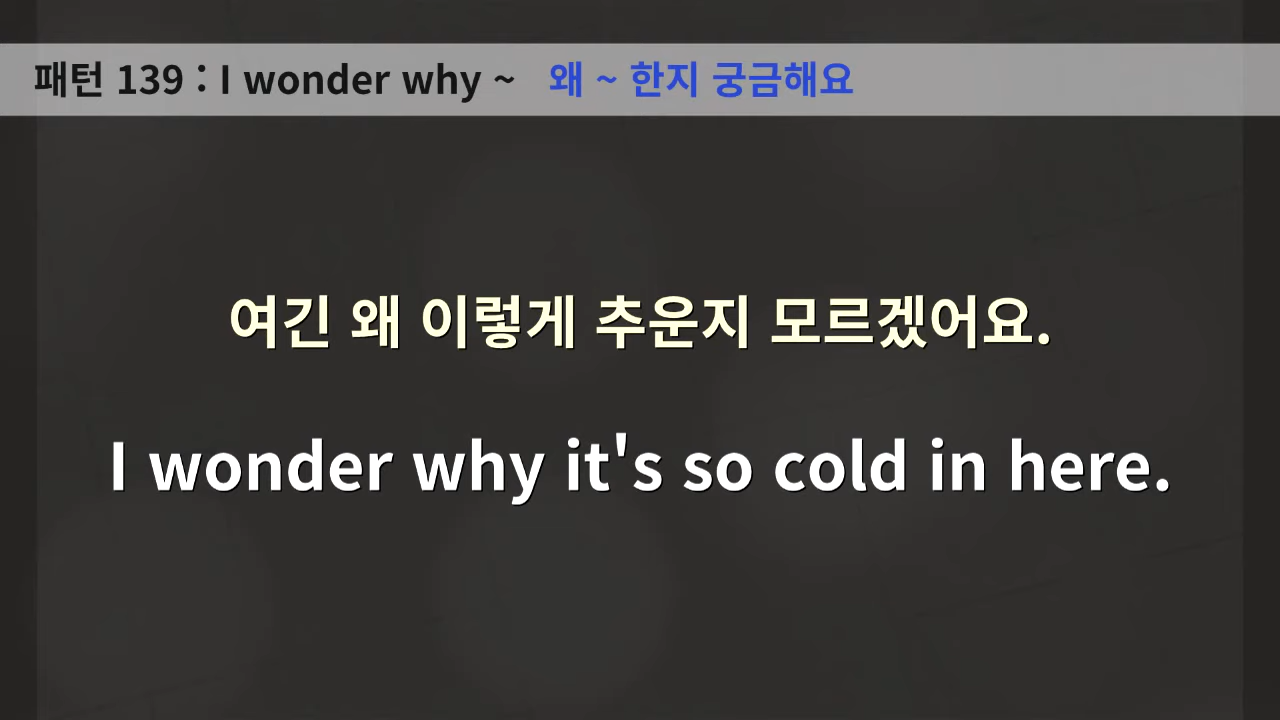 패턴 139 : I wonder why ~ 왜 ~ 한지 궁금해요
여긴 왜 이렇게 추운지 모르겠어요.
I wonder why it's so cold in here.